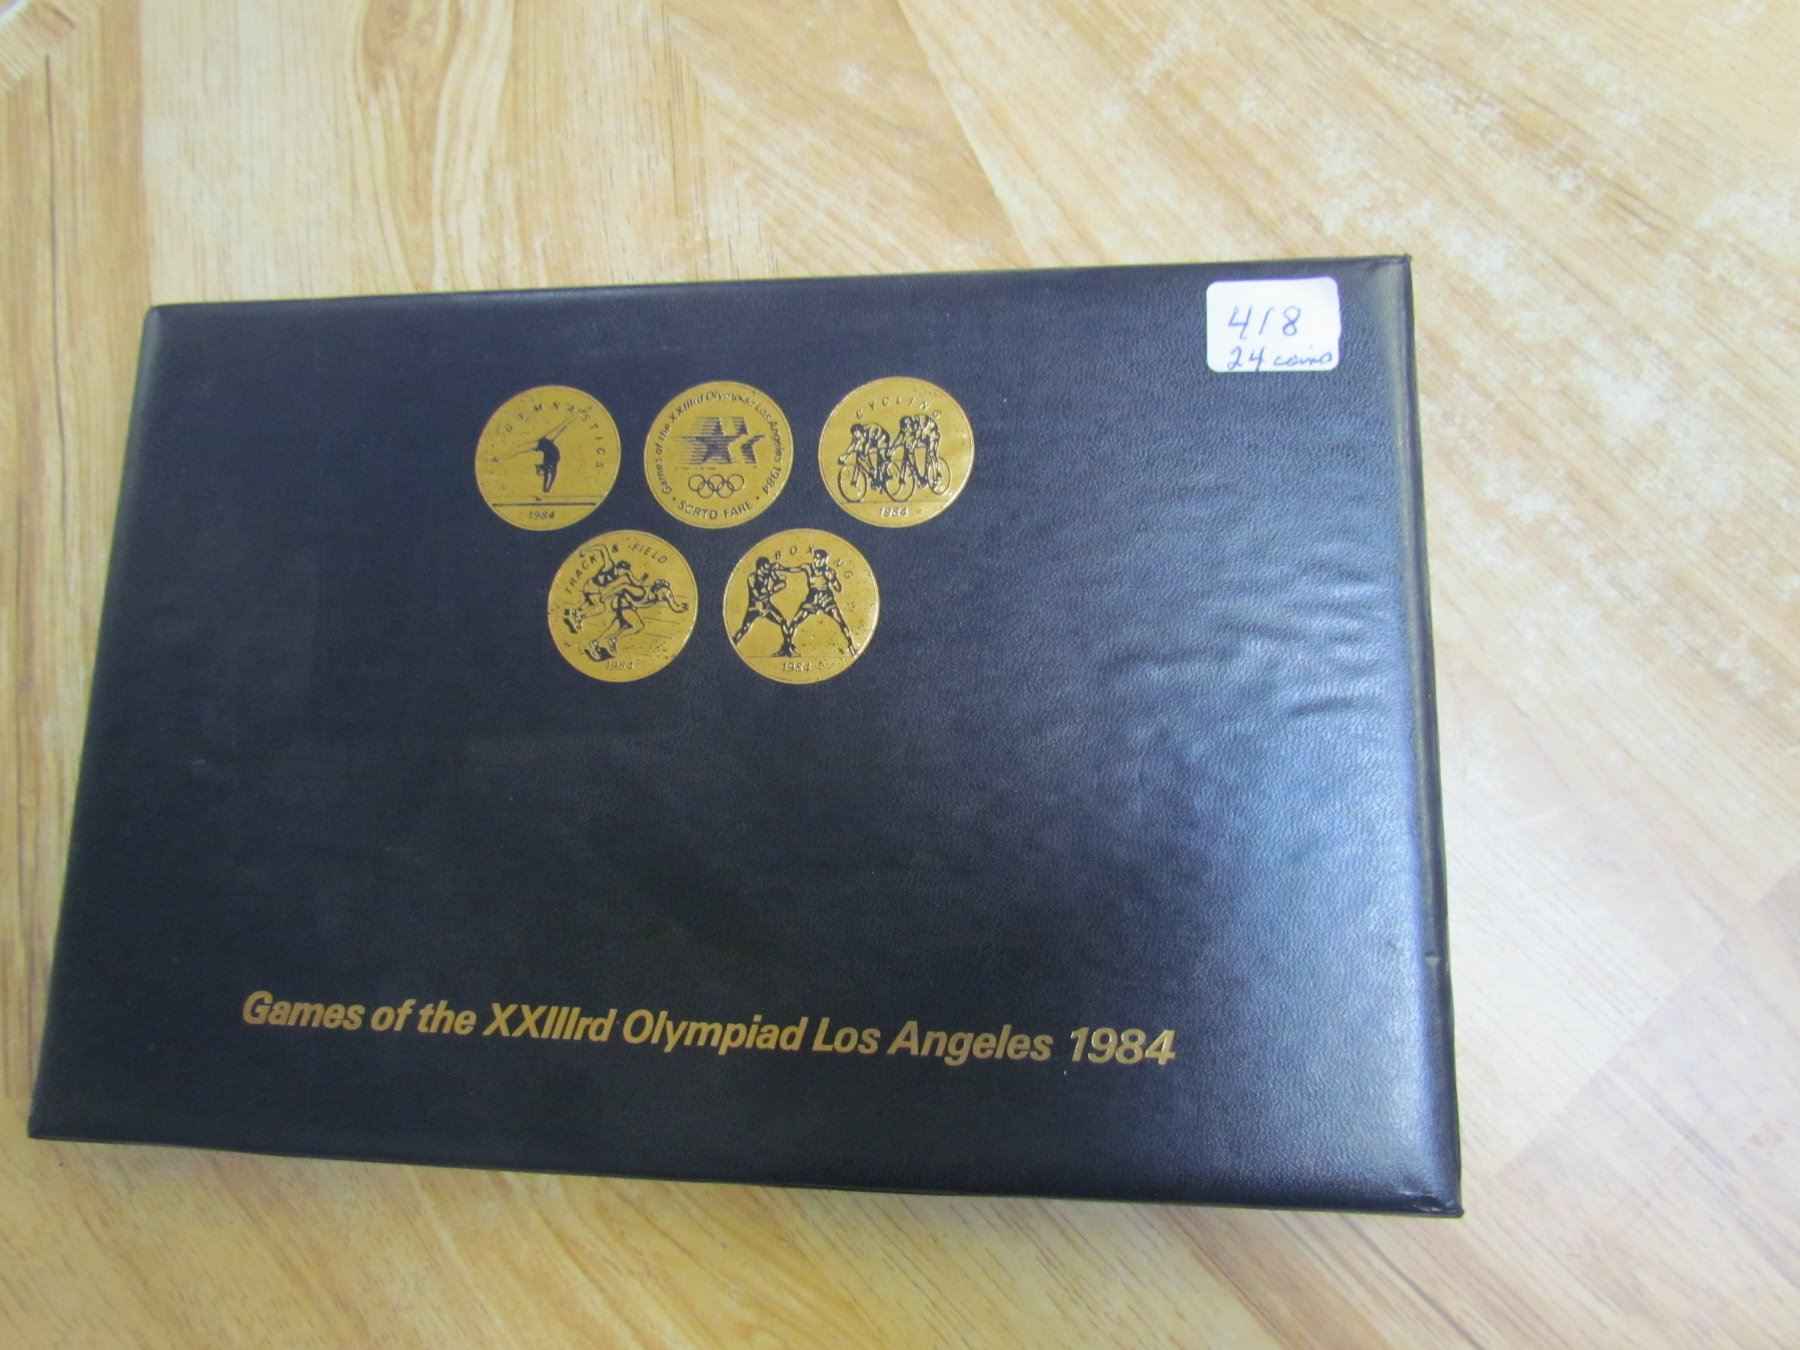 418
24 coins
GYMNASTICS
1984
Games of the XXIIIrd Olympiad Los Angeles 1984
SCRTD FARE
CYCLING
1984
TRACK & FIELD
1984
BOXING
1984
Games of the XXIIIrd Olympiad Los Angeles 1984